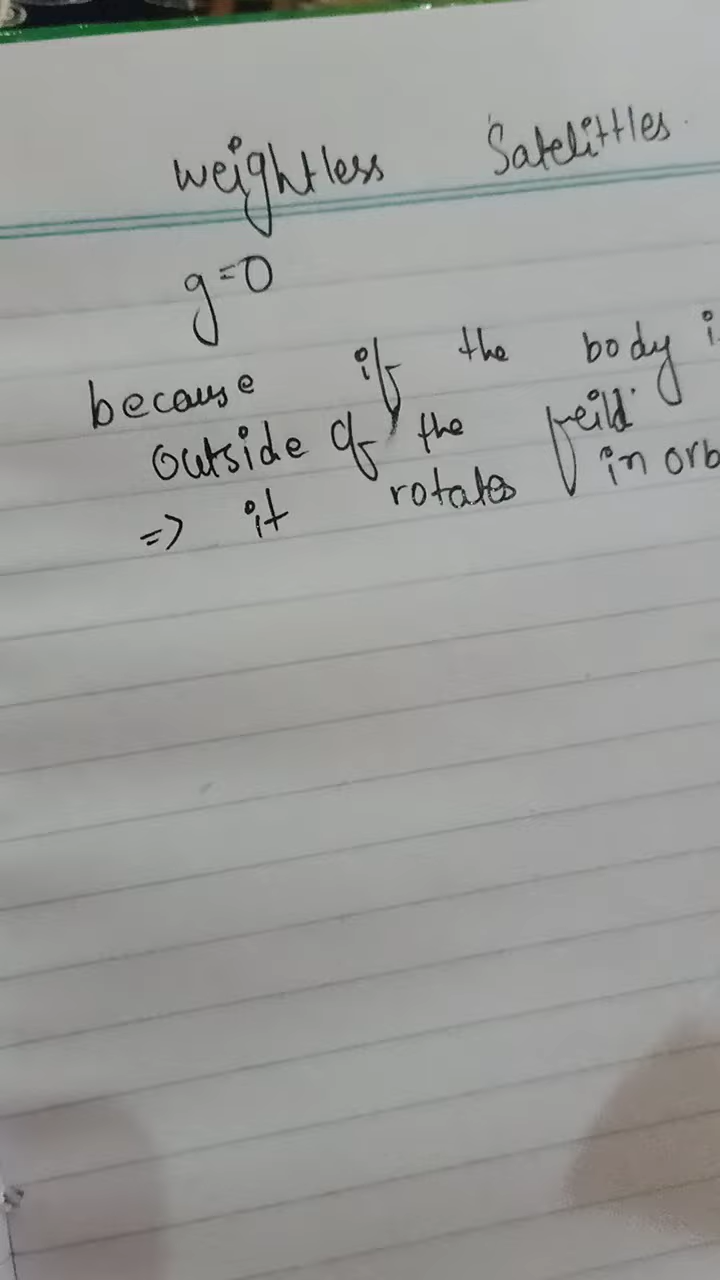 weightless Satelittles.
g=0
because if the body i
outside of the feild.
=> it rotates in orb